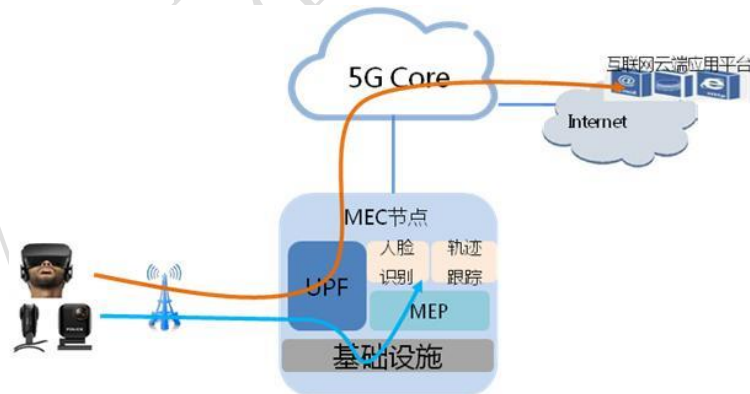 5G Core
互联网云端应用平台
Internet
MEC节点
UPF
人脸
识别
轨迹
跟踪
MEP
基础设施